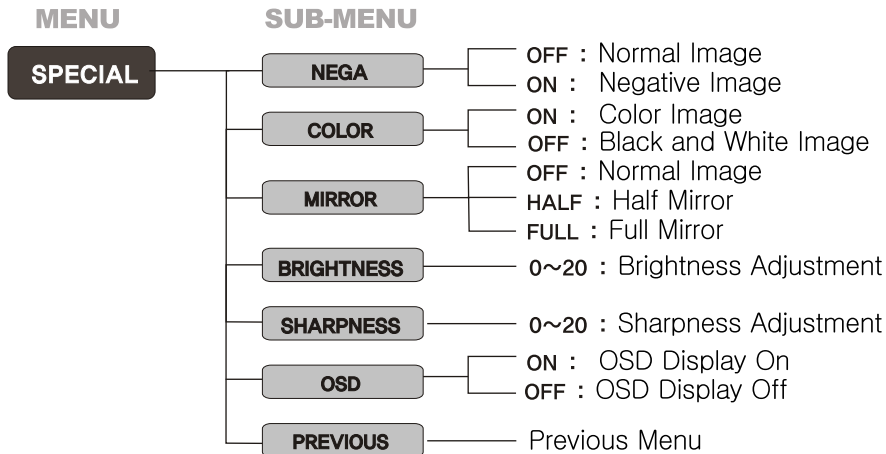 MENU SUB-MENU
SPECIAL
NEGA
OFF : Normal Image
ON : Negative Image
COLOR
ON : Color Image
OFF : Black and White Image
MIRROR
OFF : Normal Image
HALF : Half Mirror
FULL : Full Mirror
BRIGHTNESS
0~20 : Brightness Adjustment
SHARPNESS
0~20 : Sharpness Adjustment
OSD
ON : OSD Display On
OFF : OSD Display Off
PREVIOUS
Previous Menu